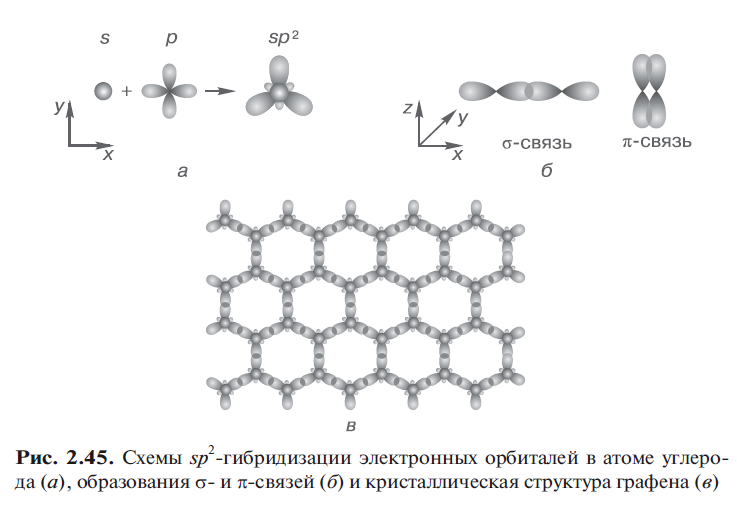 s p sp²
+
y
x
а
z
y
x
σ-связь
π-связь
б
в
Рис. 2.45. Схемы sp²-гибридизации электронных орбиталей в атоме углеро-
да (а), образования σ- и π-связей (б) и кристаллическая структура графена (в)